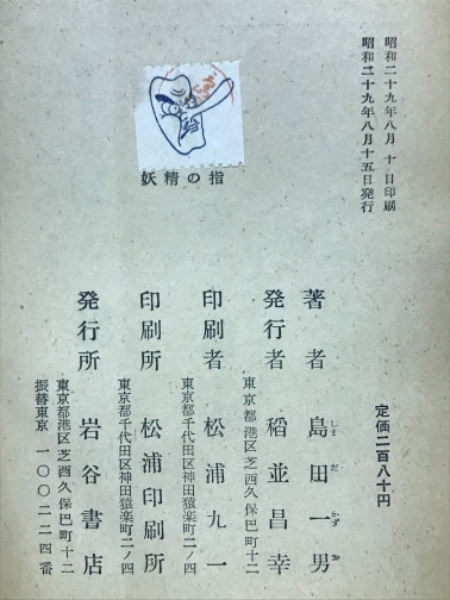 昭和二十九年八月 十 日印刷
昭和二十九年八月十五日発行
妖精の指
定価二百八十円
著者 島田一男
しまだ かずお
発行者 稲並昌幸
東京都港区芝西久保巴町十二
印刷者 松浦九一
東京都千代田区神田猿楽町二ノ四
印刷所 松浦印刷所
東京都千代田区神田猿楽町二ノ四
発行所 岩谷書店
東京都港区芝西久保巴町十二
振替東京 一〇〇二二四番